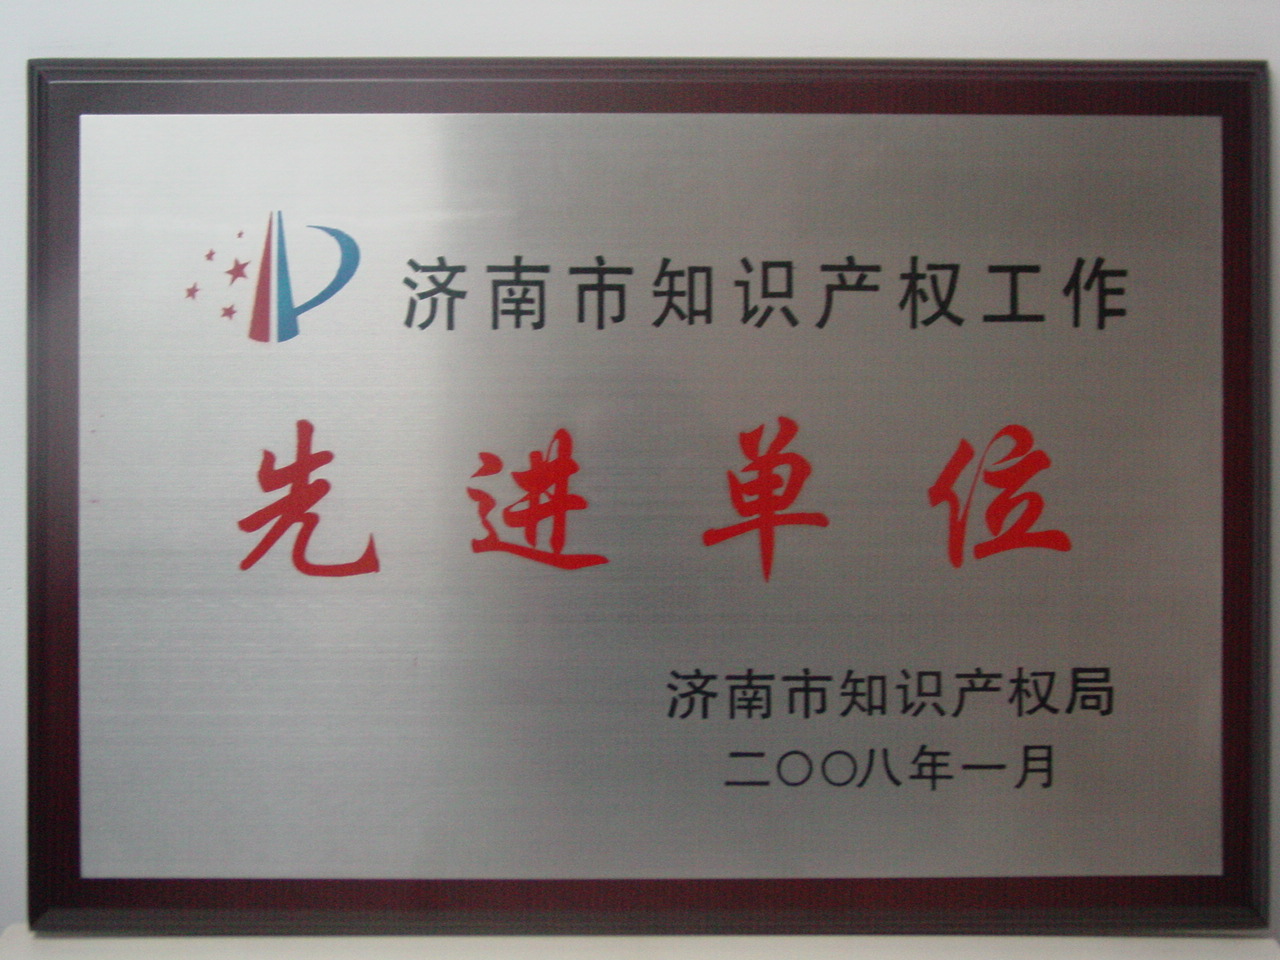 济南市知识产权工作
先进单位
济南市知识产权局
二〇〇八年一月